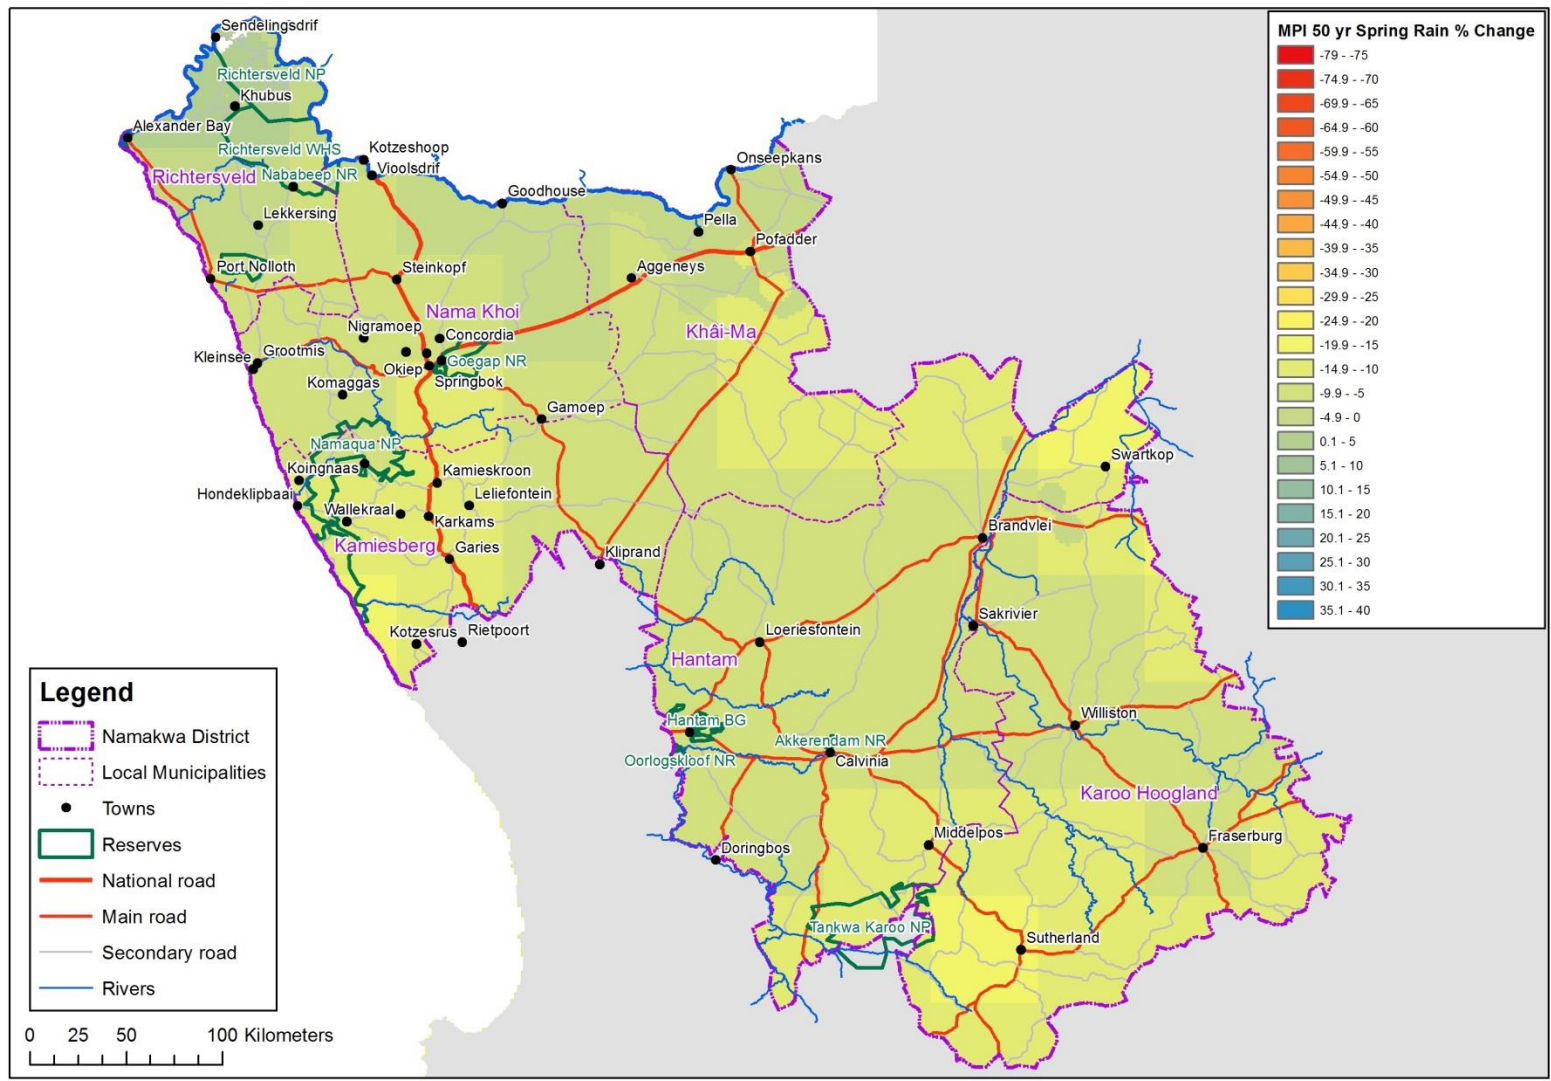 MPI 50 yr Spring Rain % Change
-79 - -75
-74.9 - -70
-69.9 - -65
-64.9 - -60
-59.9 - -55
-54.9 - -50
-49.9 - -45
-44.9 - -40
-39.9 - -35
-34.9 - -30
-29.9 - -25
-24.9 - -20
-19.9 - -15
-14.9 - -10
-9.9 - -5
-4.9 - 0
0.1 - 5
5.1 - 10
10.1 - 15
15.1 - 20
20.1 - 25
25.1 - 30
30.1 - 35
35.1 - 40
Sendelingsdrif
Richtersveld NP
Khubus
Alexander Bay
Richtersveld WHS
Kotzeshoop
Vioolsdrif
Richtersveld
Nababeep NR
Onseepkans
Goodhouse
Lekkersing
Pella
Pofadder
Port Nolloth
Steinkopf
Aggeneys
Nama Khoi
Khâi-Ma
Nigramoep
Concordia
Kleinsee
Grootmis
Okiep
Goegap NR
Komaggas
Springbok
Gamoep
Namaqua NP
Koingnaas
Kamieskroon
Swartkop
Hondeklipbaai
Leliefontein
Wallekraal
Karkams
Brandvlei
Kamiesberg
Garies
Kliprand
Kotzesrus
Rietpoort
Loeriesfontein
Sakrivier
Hantam
Hantam BG
Williston
Akkerendam NR
Oorlogskloof NR
Calvinia
Karoo Hoogland
Middelpos
Fraserburg
Doringbos
Tankwa Karoo NP
Sutherland
Legend
Namakwa District
Local Municipalities
Towns
Reserves
National road
Main road
Secondary road
Rivers
0 25 50 100 Kilometers